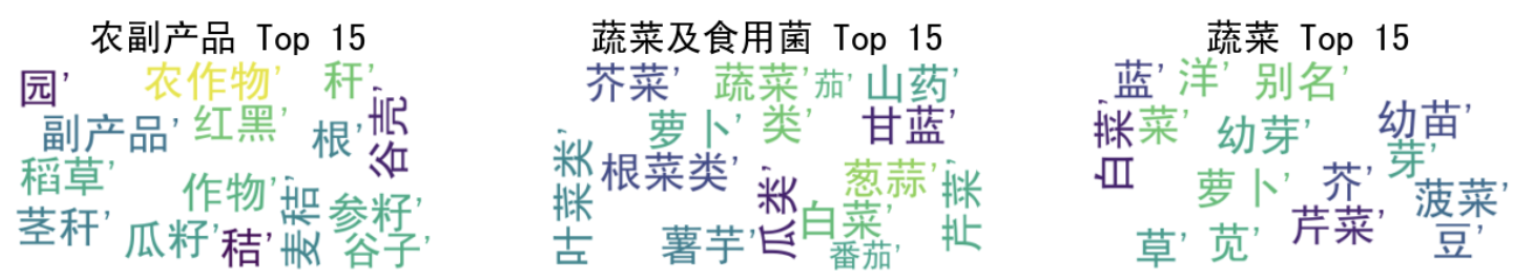 农副产品 Top 15
园' 农作物' 秆'
副产品' 红黑' 根' 谷壳'
稻草' 作物' 麦秸' 参籽'
茎秆' 瓜籽' 秸' 谷子'
蔬菜及食用菌 Top 15
芥菜' 蔬菜' 茄' 山药'
萝卜' 类' 甘蓝'
叶菜类' 根菜类' 瓜类' 葱蒜' 芹菜'
薯芋' 白菜' 番茄'
蔬菜 Top 15
蓝' 洋' 别名'
白菜' 菜' 幼芽' 幼苗' 芽'
萝卜' 芥' 菠菜'
草' 苋' 芹菜' 豆'